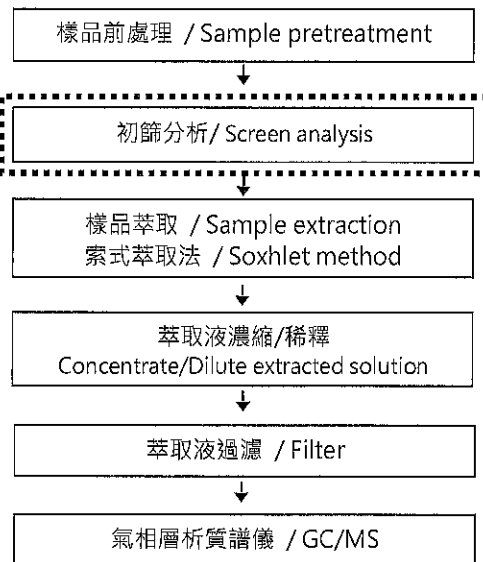 樣品前處理 / Sample pretreatment
初篩分析/ Screen analysis
樣品萃取 / Sample extraction
索式萃取法 / Soxhlet method
萃取液濃縮/稀釋
Concentrate/Dilute extracted solution
萃取液過濾 / Filter
氣相層析質譜儀 / GC/MS